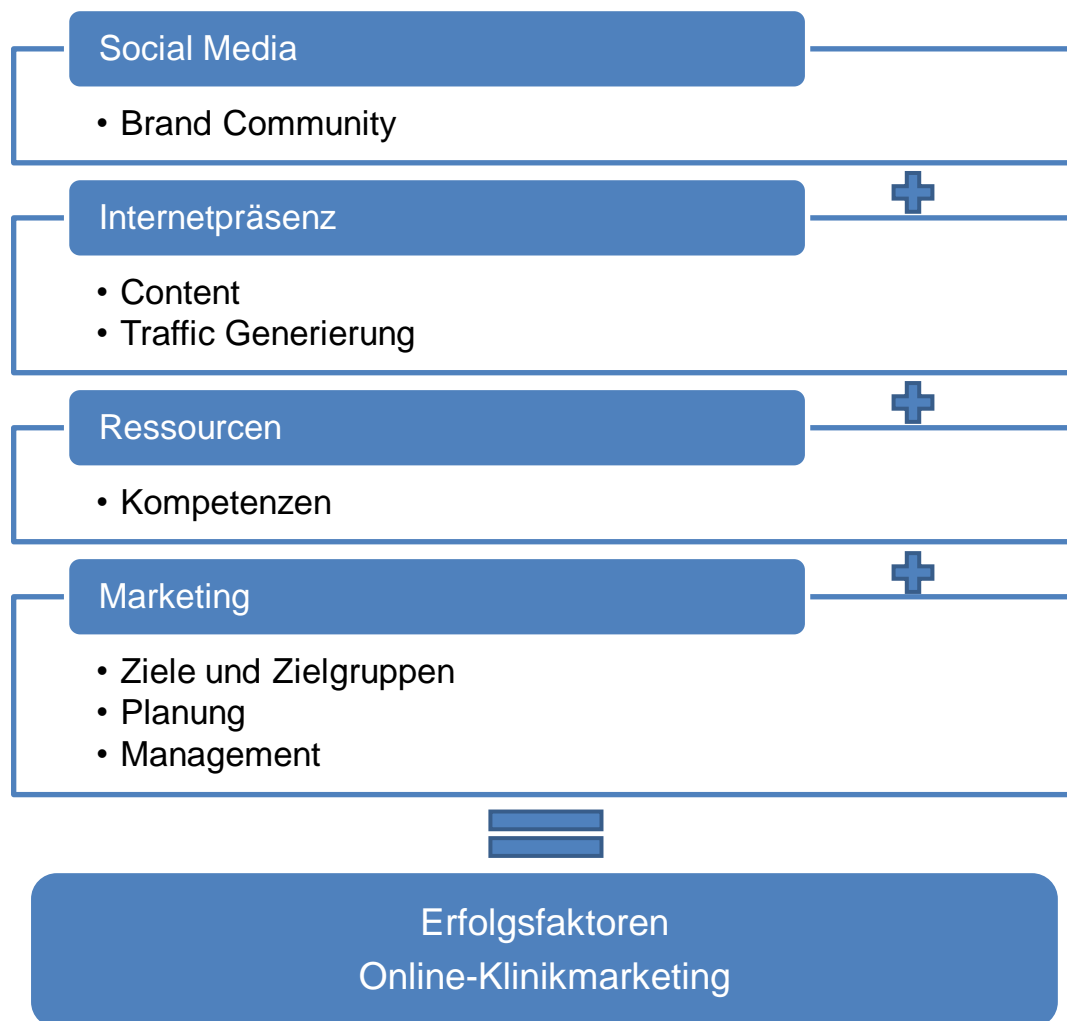 Social Media
• Brand Community
Internetpräsenz
• Content
• Traffic Generierung
Ressourcen
• Kompetenzen
Marketing
• Ziele und Zielgruppen
• Planung
• Management
Erfolgsfaktoren
Online-Klinikmarketing